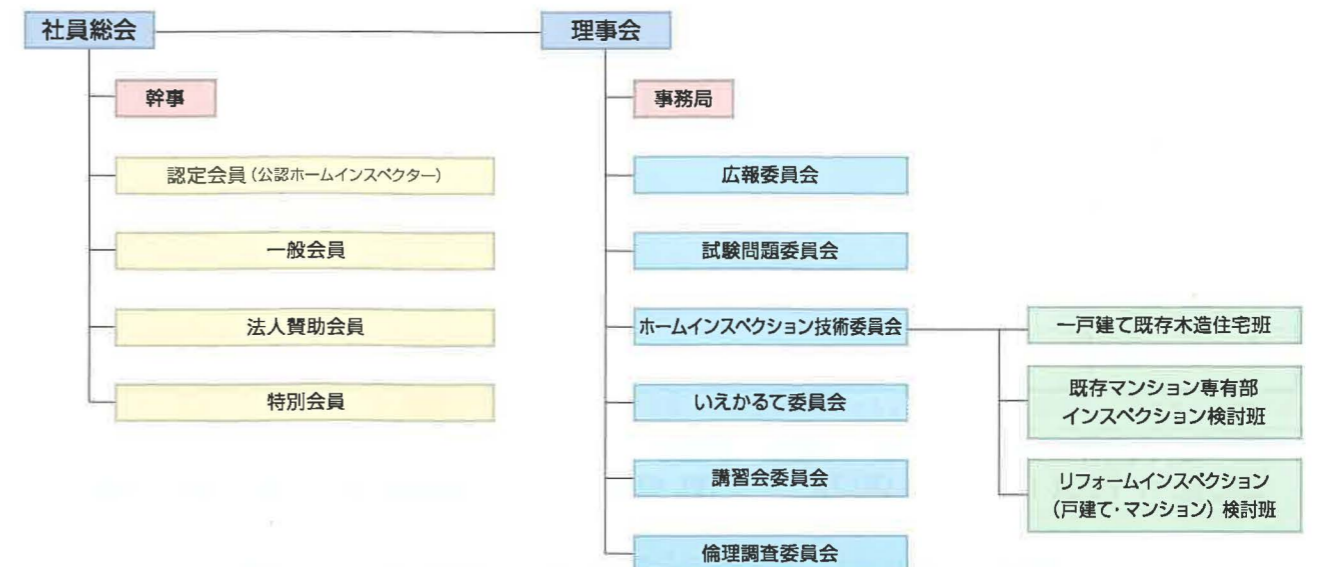 社員総会
理事会
幹事
認定会員(公認ホームインスペクター)
一般会員
法人賛助会員
特別会員
事務局
広報委員会
試験問題委員会
ホームインスペクション技術委員会
いえかるて委員会
講習会委員会
倫理調査委員会
一戸建て既存木造住宅班
既存マンション専有部
インスペクション検討班
リフォームインスペクション
(戸建て・マンション)検討班